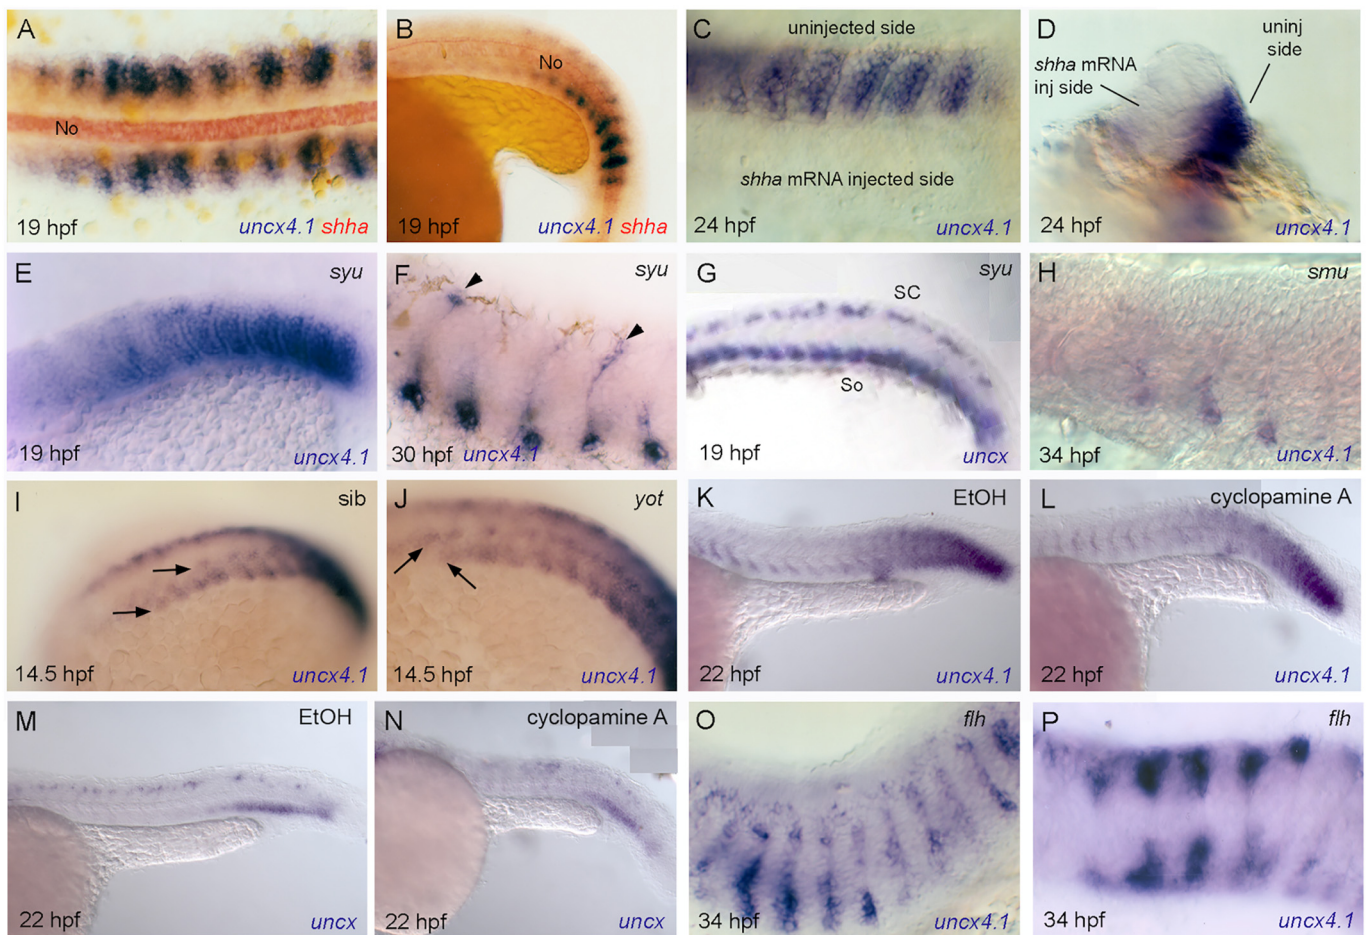 A
No
19 hpf
uncx4.1 shha
B
No
19 hpf
uncx4.1 shha
C
uninjected side
shha mRNA injected side
24 hpf
uncx4.1
D
uninj
side
shha mRNA
inj side
24 hpf
uncx4.1
E
syu
19 hpf
uncx4.1
F
syu
30 hpf
uncx4.1
G
syu
SC
So
19 hpf
uncx
H
smu
34 hpf
uncx4.1
I
sib
14.5 hpf
uncx4.1
J
yot
14.5 hpf
uncx4.1
K
EtOH
22 hpf
uncx4.1
L
cyclopamine A
22 hpf
uncx4.1
M
EtOH
22 hpf
uncx
N
cyclopamine A
22 hpf
uncx
O
flh
34 hpf
uncx4.1
P
flh
34 hpf
uncx4.1